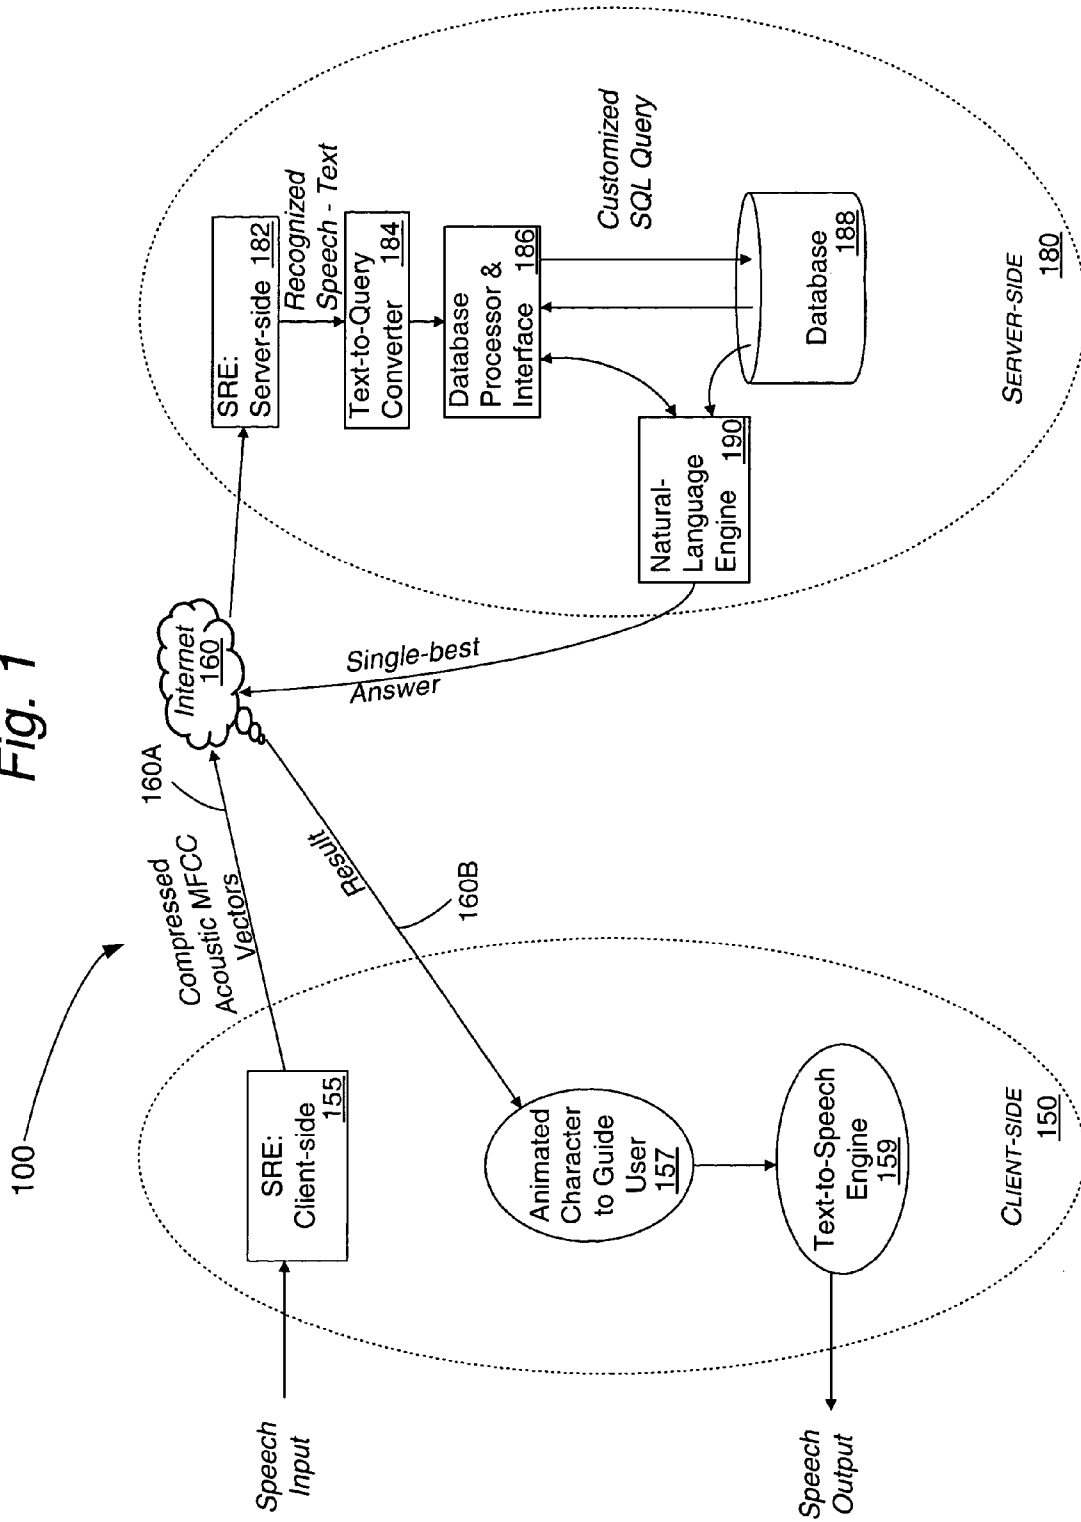 Fig. 1
100
Speech
Input
SRE:
Client-side
155
Compressed
Acoustic MFCC
Vectors
160A
Internet
160
SRE:
Server-side 182
Recognized
Speech - Text
Text-to-Query
Converter 184
Database
Processor &
Interface 186
Customized
SQL Query
Database
188
Natural-
Language
Engine 190
Single-best
Answer
Result
160B
Animated
Character
to Guide
User
157
Text-to-Speech
Engine
159
Speech
Output
CLIENT-SIDE
150
SERVER-SIDE
180